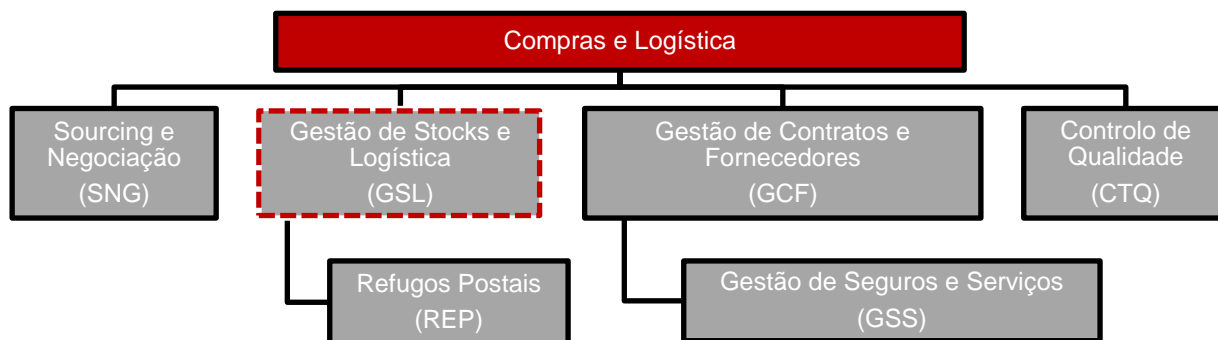 Compras e Logística
Sourcing e
Negociação
(SNG)
Gestão de Stocks e
Logística
(GSL)
Gestão de Contratos e
Fornecedores
(GCF)
Controlo de
Qualidade
(CTQ)
Refugos Postais
(REP)
Gestão de Seguros e Serviços
(GSS)